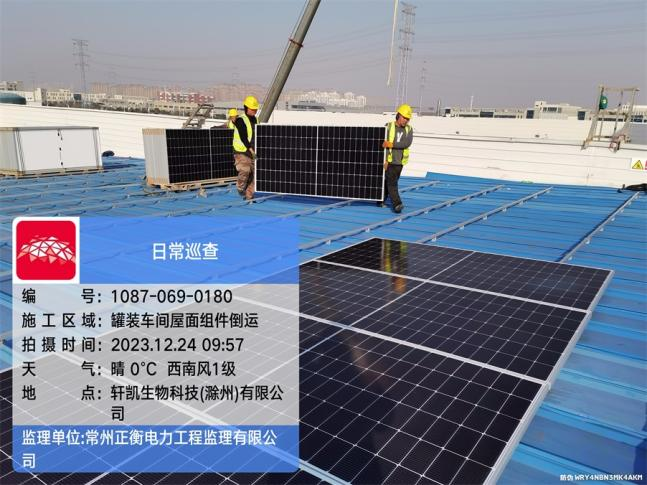 日常巡查
编号：1087-069-0180
施工区域：罐装车间屋面组件倒运
拍摄时间：2023.12.24 09:57
天气：晴 0℃ 西南风1级
地点：轩凯生物科技(滁州)有限公
司
监理单位:常州正衡电力工程监理有限公
司
防伪 WRY4NBN3MK4AKM